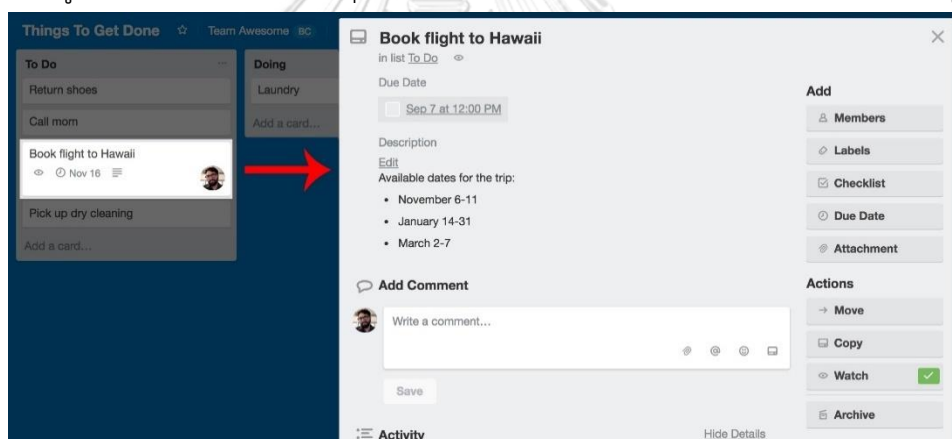 Things To Get Done ☆ Team Awesome BC
To Do ...
Return shoes
Call mom
Book flight to Hawaii
Nov 16
Pick up dry cleaning
Add a card...
Doing
Laundry
Add a card...
Book flight to Hawaii
in list To Do
Due Date
Sep 7 at 12:00 PM
Description
Edit
Available dates for the trip:
• November 6-11
• January 14-31
• March 2-7
Add Comment
Write a comment...
@
Save
Activity Hide Details
Add
Members
Labels
Checklist
Due Date
Attachment
Actions
→ Move
Copy
Watch
Archive